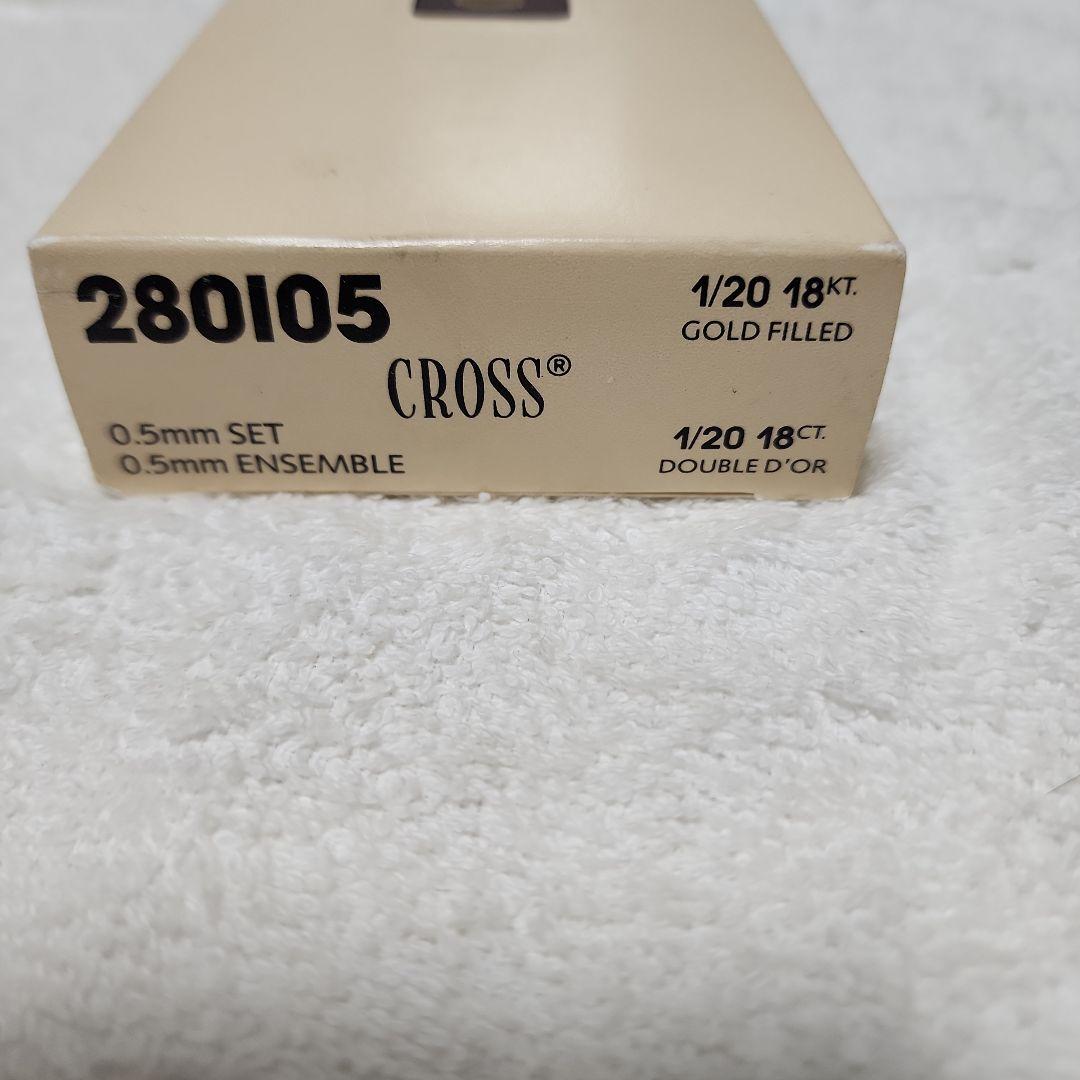 280105
CROSS®
0.5mm SET
0.5mm ENSEMBLE
1/20 18KT.
GOLD FILLED
1/20 18CT.
DOUBLE D'OR